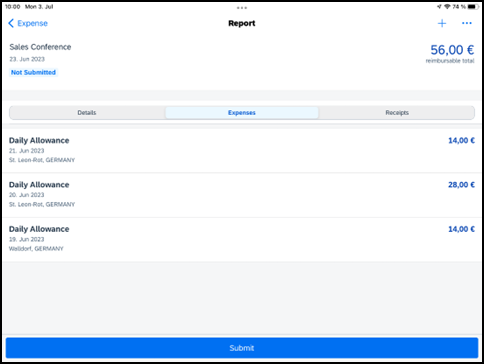 10:00 Mon 3. Jul
74 %
Expense
Report
Sales Conference
56,00 €
23. Jun 2023
reimbursable total
Not Submitted
Details
Expenses
Receipts
Daily Allowance
14,00 €
21. Jun 2023
St. Leon-Rot, GERMANY
Daily Allowance
28,00 €
20. Jun 2023
St. Leon-Rot, GERMANY
Daily Allowance
14,00 €
19. Jun 2023
Walldorf, GERMANY
Submit